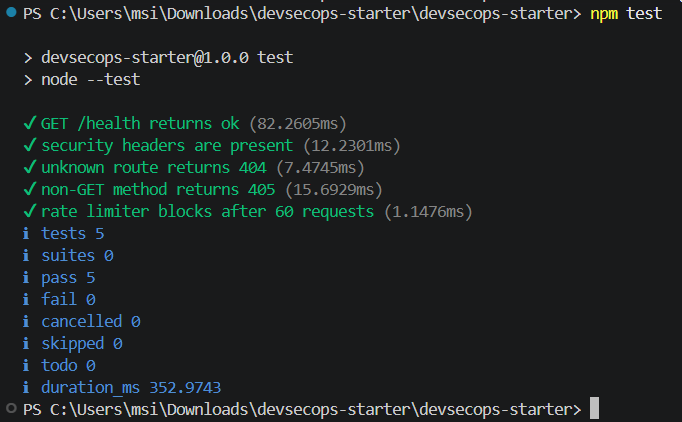 PS C:\Users\msi\Downloads\devsecops-starter\devsecops-starter> npm test
> devsecops-starter@1.0.0 test
> node --test
✓ GET /health returns ok (82.2605ms)
✓ security headers are present (12.2301ms)
✓ unknown route returns 404 (7.4745ms)
✓ non-GET method returns 405 (15.6929ms)
✓ rate limiter blocks after 60 requests (1.1476ms)
ℹ tests 5
ℹ suites 0
ℹ pass 5
ℹ fail 0
ℹ cancelled 0
ℹ skipped 0
ℹ todo 0
ℹ duration_ms 352.9743
PS C:\Users\msi\Downloads\devsecops-starter\devsecops-starter>